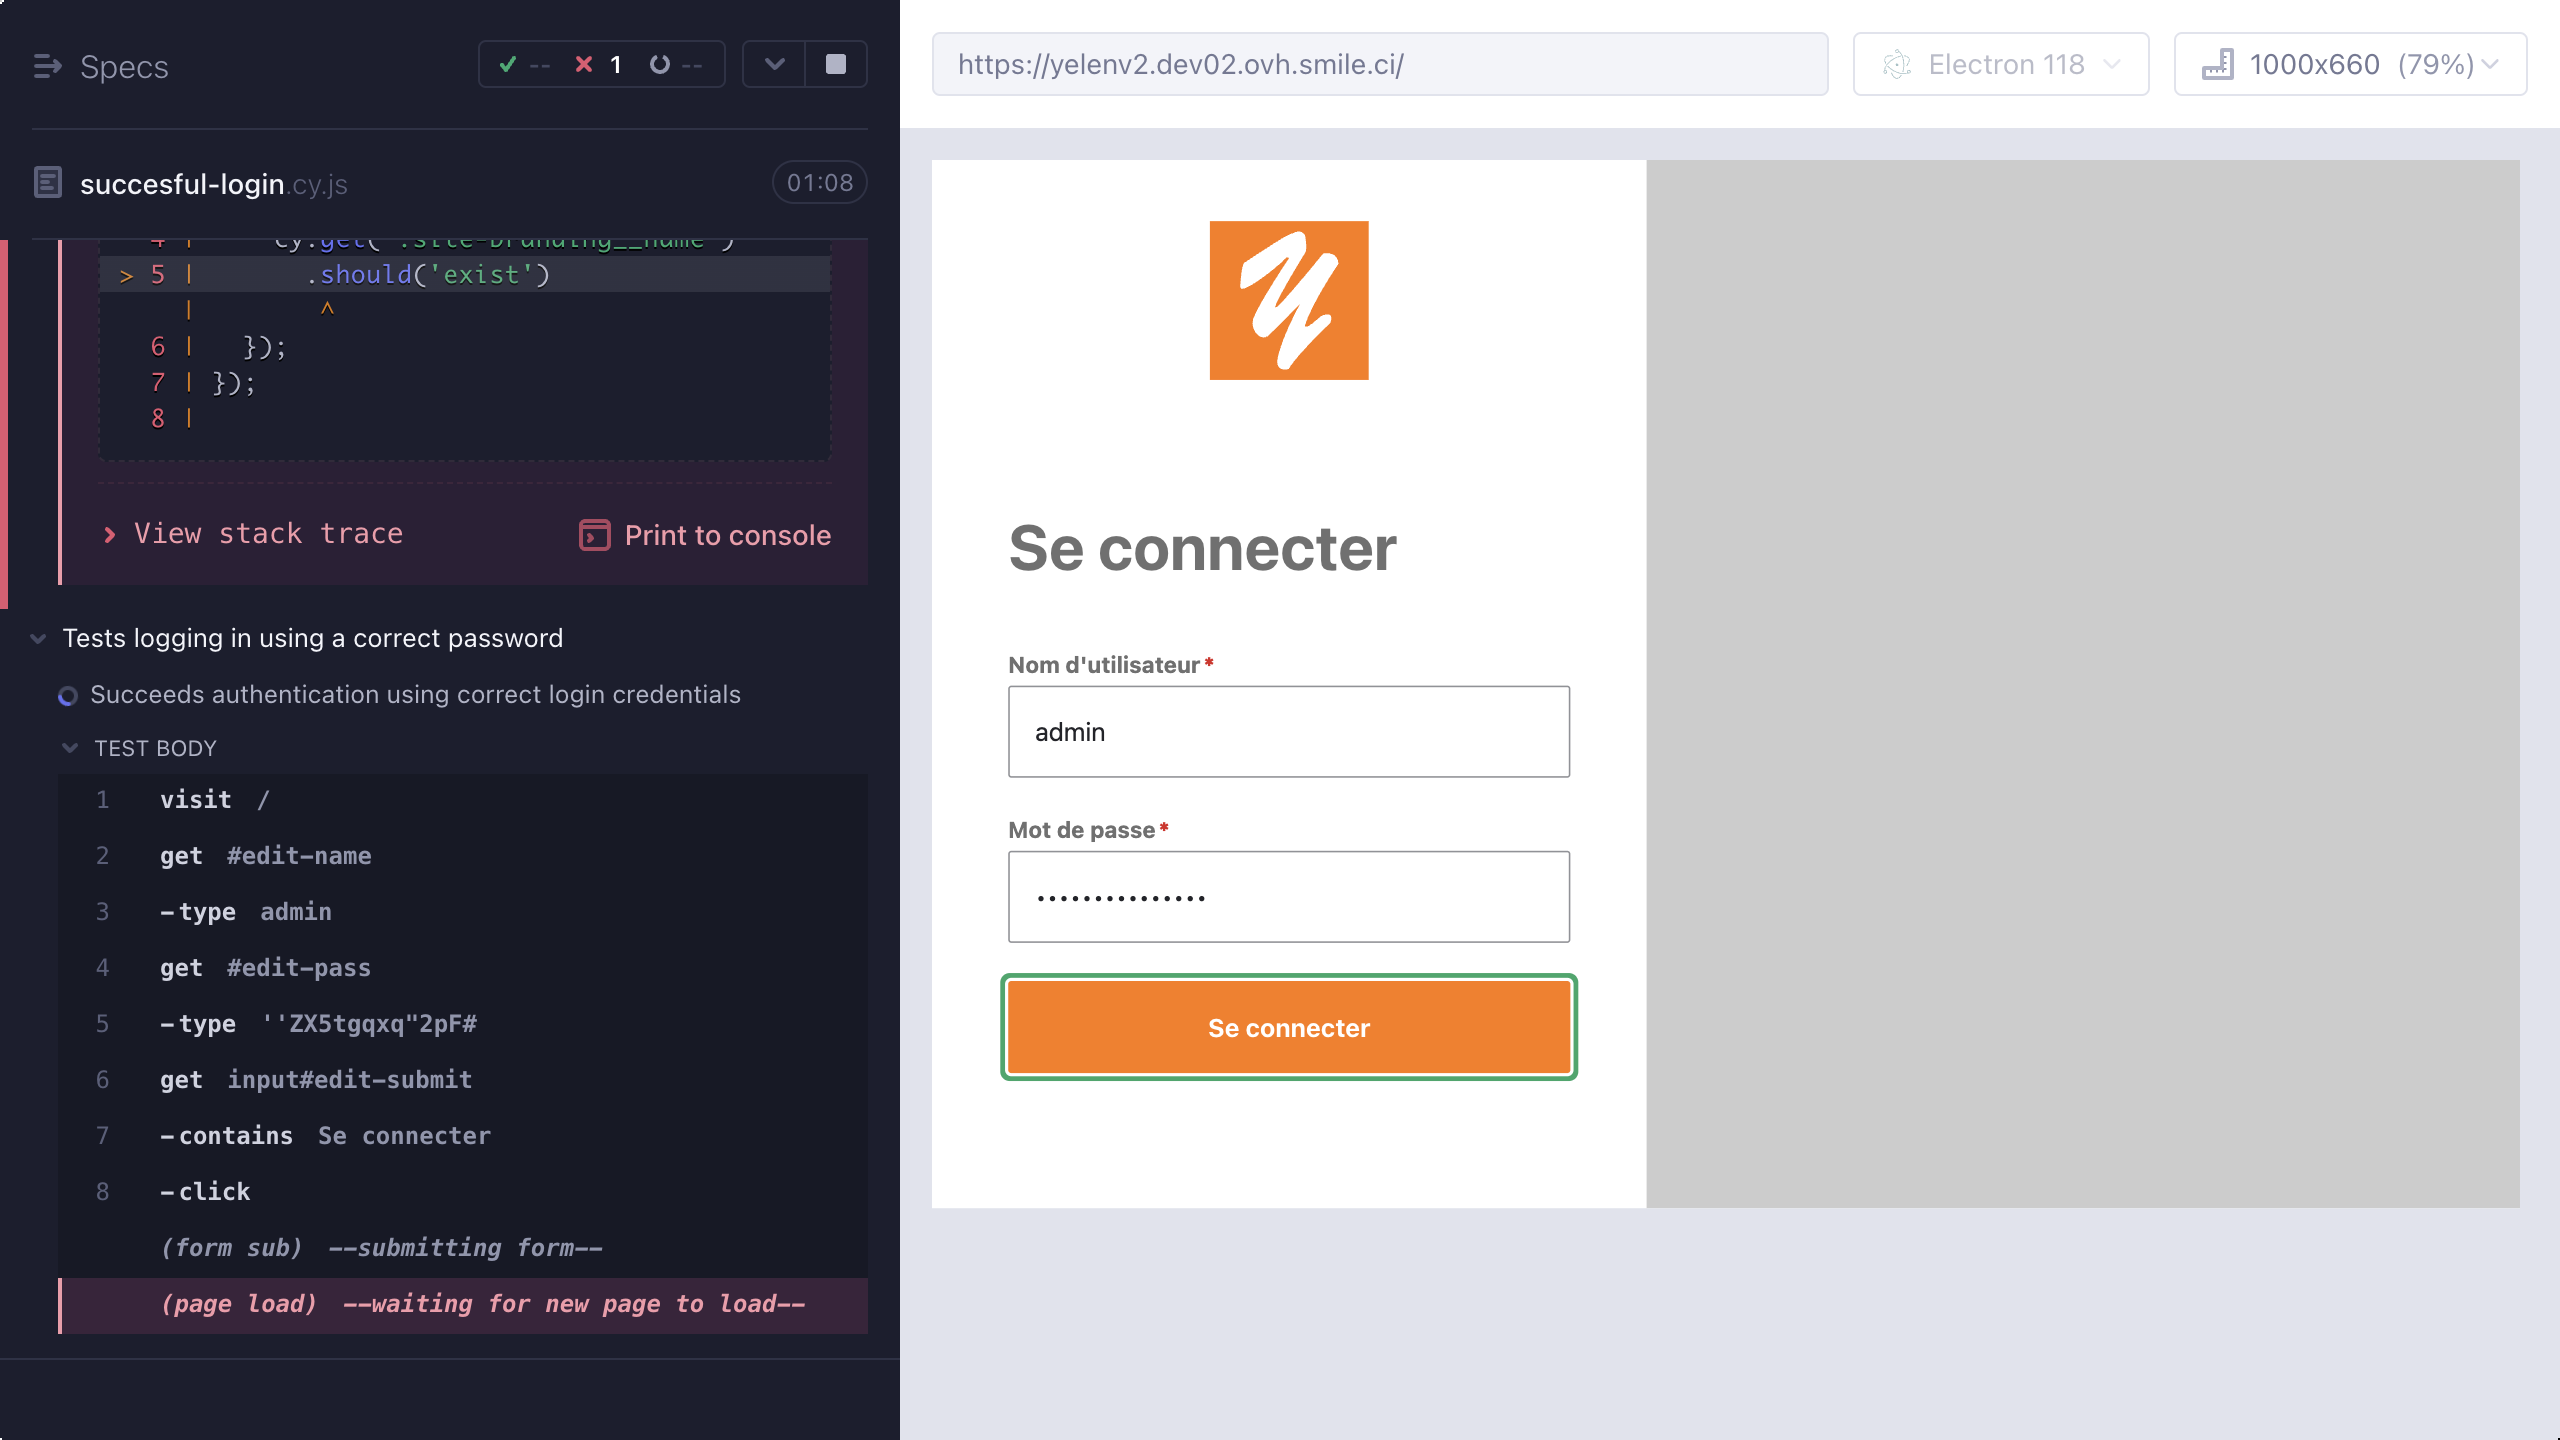 Specs
-- 1 --
succesful-login.cy.js
01:08
4 | cy.get('.site-branding__name')
> 5 | .should('exist')
| ^
6 | });
7 | });
8 |
View stack trace
Print to console
Tests logging in using a correct password
Succeeds authentication using correct login credentials
TEST BODY
1 visit /
2 get #edit-name
3 -type admin
4 get #edit-pass
5 -type ''ZX5tgqxq"2pF#
6 get input#edit-submit
7 -contains Se connecter
8 -click
(form sub) --submitting form--
(page load) --waiting for new page to load--
https://yelenv2.dev02.ovh.smile.ci/
Electron 118
1000x660 (79%)
Se connecter
Nom d'utilisateur*
admin
Mot de passe*
•••••••••••••••
Se connecter